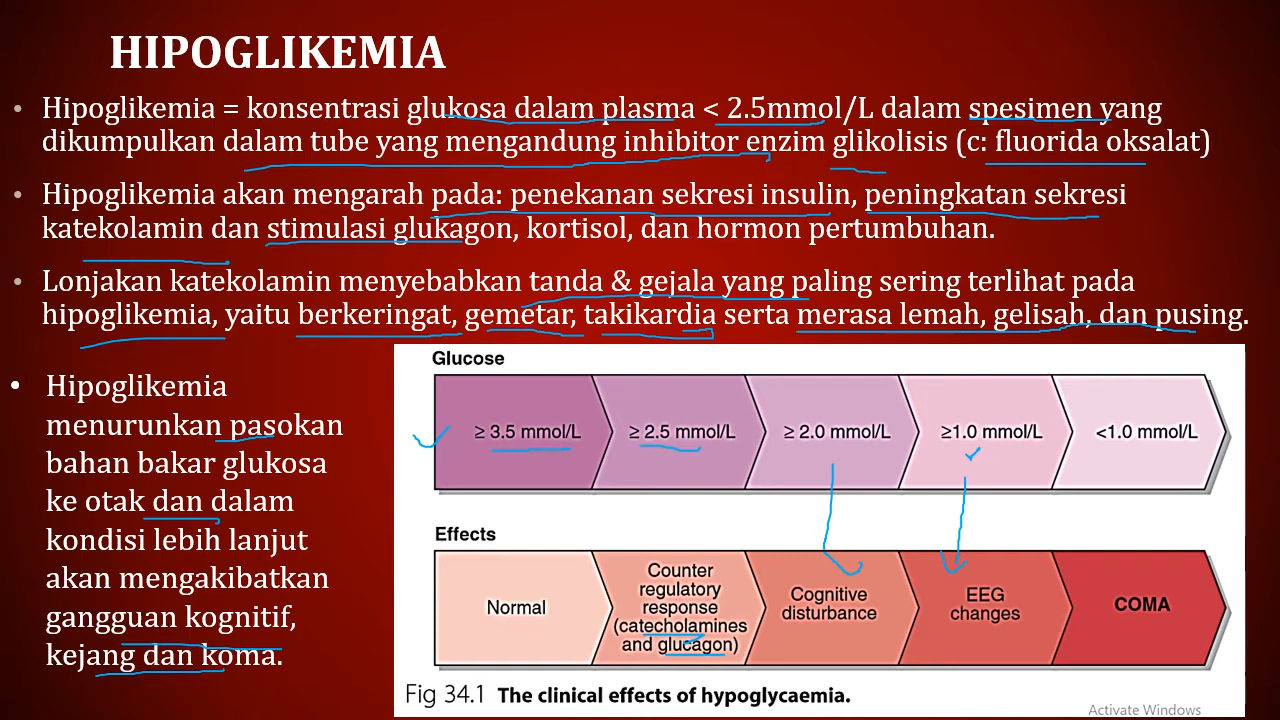 HIPOGLIKEMIA
• Hipoglikemia = konsentrasi glukosa dalam plasma < 2.5mmol/L dalam spesimen yang
dikumpulkan dalam tube yang mengandung inhibitor enzim glikolisis (c: fluorida oksalat)
• Hipoglikemia akan mengarah pada: penekanan sekresi insulin, peningkatan sekresi
katekolamin dan stimulasi glukagon, kortisol, dan hormon pertumbuhan.
• Lonjakan katekolamin menyebabkan tanda & gejala yang paling sering terlihat pada
hipoglikemia, yaitu berkeringat, gemetar, takikardia serta merasa lemah, gelisah, dan pusing.
• Hipoglikemia
menurunkan pasokan
bahan bakar glukosa
ke otak dan dalam
kondisi lebih lanjut
akan mengakibatkan
gangguan kognitif,
kejang dan koma.
Glucose
≥ 3.5 mmol/L
≥ 2.5 mmol/L
≥ 2.0 mmol/L
≥1.0 mmol/L
<1.0 mmol/L
Effects
Normal
Counter
regulatory
response
(catecholamines
and glucagon)
Cognitive
disturbance
EEG
changes
COMA
Fig 34.1 The clinical effects of hypoglycaemia.
Activate Windows